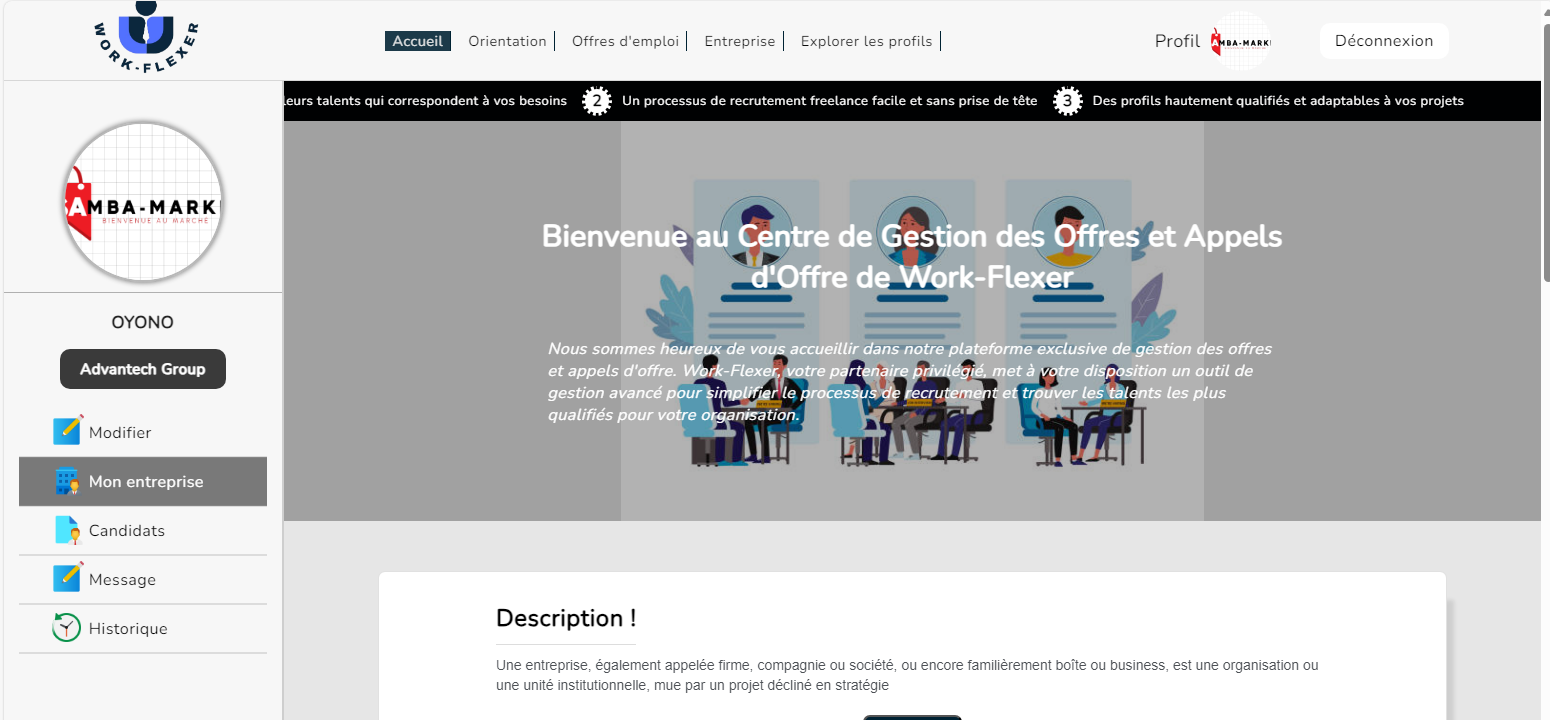 WORK-FLEXER
Accueil
Orientation
Offres d'emploi
Entreprise
Explorer les profils
Profil
AMBA-MARK
Déconnexion
leurs talents qui correspondent à vos besoins
2
Un processus de recrutement freelance facile et sans prise de tête
3
Des profils hautement qualifiés et adaptables à vos projets
AMBA-MARK
BIENVENUE AU MARCHÉ
OYONO
Advantech Group
Modifier
Mon entreprise
Candidats
Message
Historique
Bienvenue au Centre de Gestion des Offres et Appels
d'Offre de Work-Flexer
Nous sommes heureux de vous accueillir dans notre plateforme exclusive de gestion des offres
et appels d'offre. Work-Flexer, votre partenaire privilégié, met à votre disposition un outil de
gestion avancé pour simplifier le processus de recrutement et trouver les talents les plus
qualifiés pour votre organisation.
Description !
Une entreprise, également appelée firme, compagnie ou société, ou encore familièrement boîte ou business, est une organisation ou
une unité institutionnelle, mue par un projet décliné en stratégie